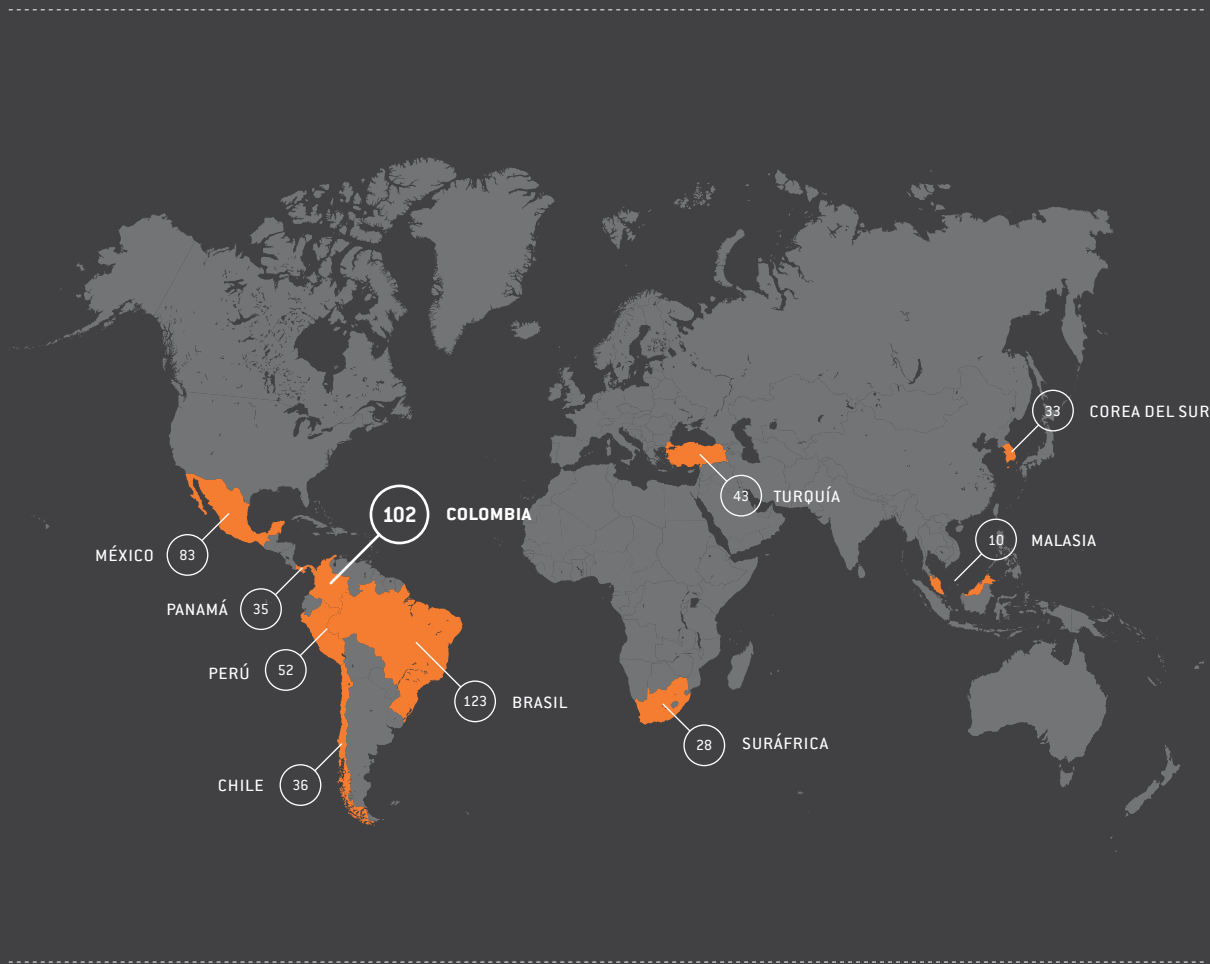 33 COREA DEL SUR
43 TURQUÍA
102 COLOMBIA
10 MALASIA
MÉXICO 83
PANAMÁ 35
PERÚ 52
123 BRASIL
28 SURÁFRICA
CHILE 36